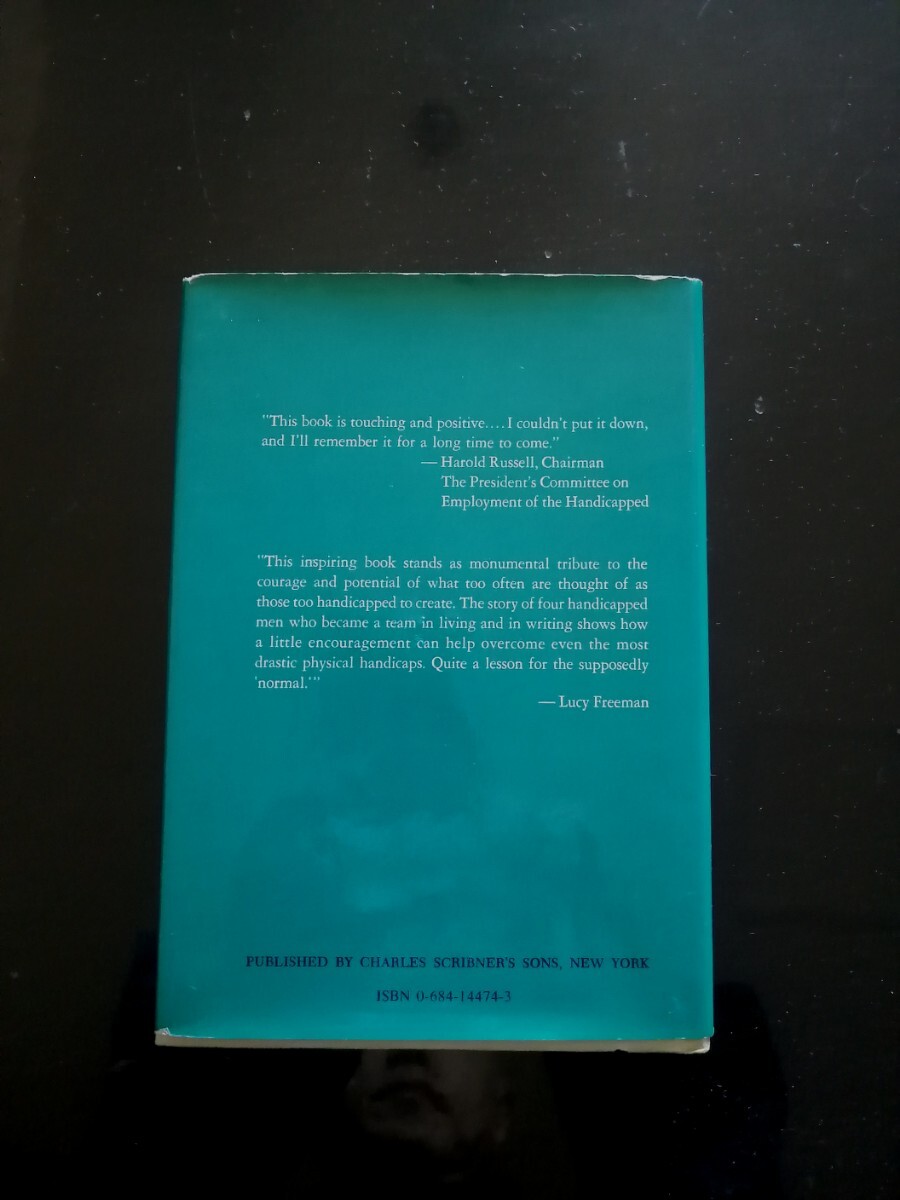 "This book is touching and positive.... I couldn't put it down,
and I'll remember it for a long time to come."
— Harold Russell, Chairman
The President's Committee on
Employment of the Handicapped
"This inspiring book stands as monumental tribute to the
courage and potential of what too often are thought of as
those too handicapped to create. The story of four handicapped
men who became a team in living and in writing shows how
a little encouragement can help overcome even the most
drastic physical handicaps. Quite a lesson for the supposedly
'normal.'"
— Lucy Freeman
PUBLISHED BY CHARLES SCRIBNER'S SONS, NEW YORK
ISBN 0-684-14474-3